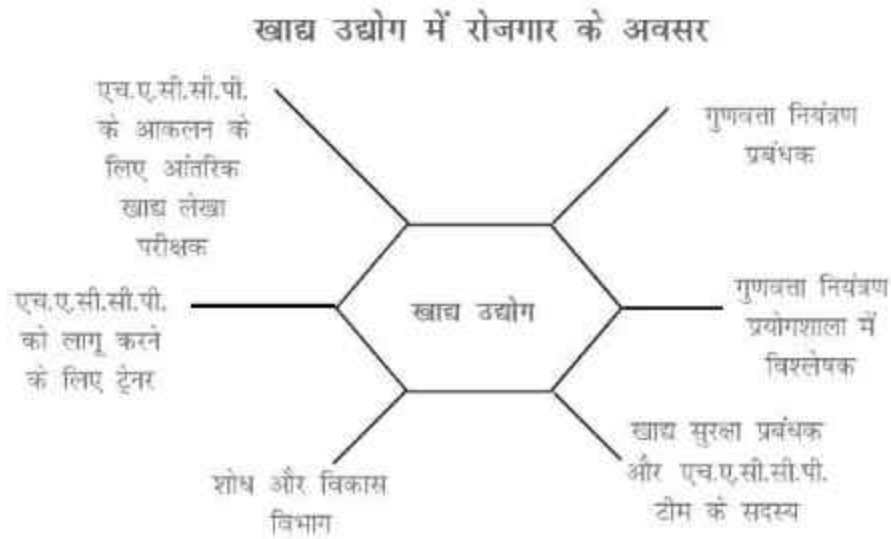 खाद्य उद्योग में रोजगार के अवसर
एच.ए.सी.सी.पी.
के आकलन के
लिए आंतरिक
खाद्य लेखा
परीक्षक
गुणवत्ता नियंत्रण
प्रबंधक
एच.ए.सी.सी.पी.
को लागू करने
के लिए ट्रेनर
खाद्य उद्योग
गुणवत्ता नियंत्रण
प्रयोगशाला में
विश्लेषक
शोध और विकास
विभाग
खाद्य सुरक्षा प्रबंधक
और एच.ए.सी.सी.पी.
टीम के सदस्य